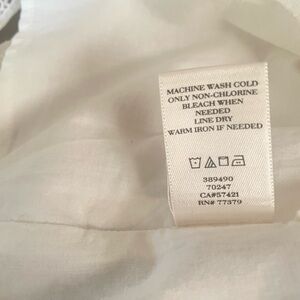 MACHINE WASH COLD
ONLY NON-CHLORINE
BLEACH WHEN
NEEDED
LINE DRY
WARM IRON IF NEEDED
389490
70247
CA#57421
RN# 77379